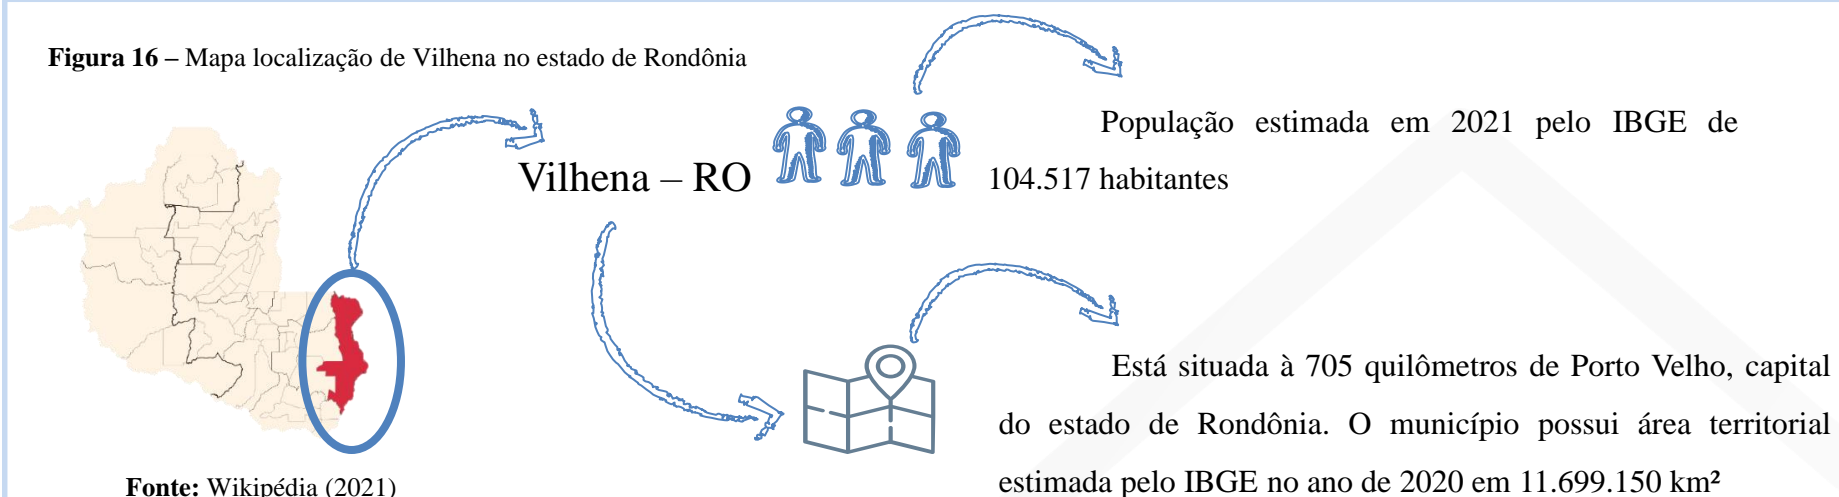 Figura 16 – Mapa localização de Vilhena no estado de Rondônia
Vilhena – RO
População estimada em 2021 pelo IBGE de
104.517 habitantes
Está situada à 705 quilômetros de Porto Velho, capital
do estado de Rondônia. O município possui área territorial
estimada pelo IBGE no ano de 2020 em 11.699.150 km²
Fonte: Wikipédia (2021)